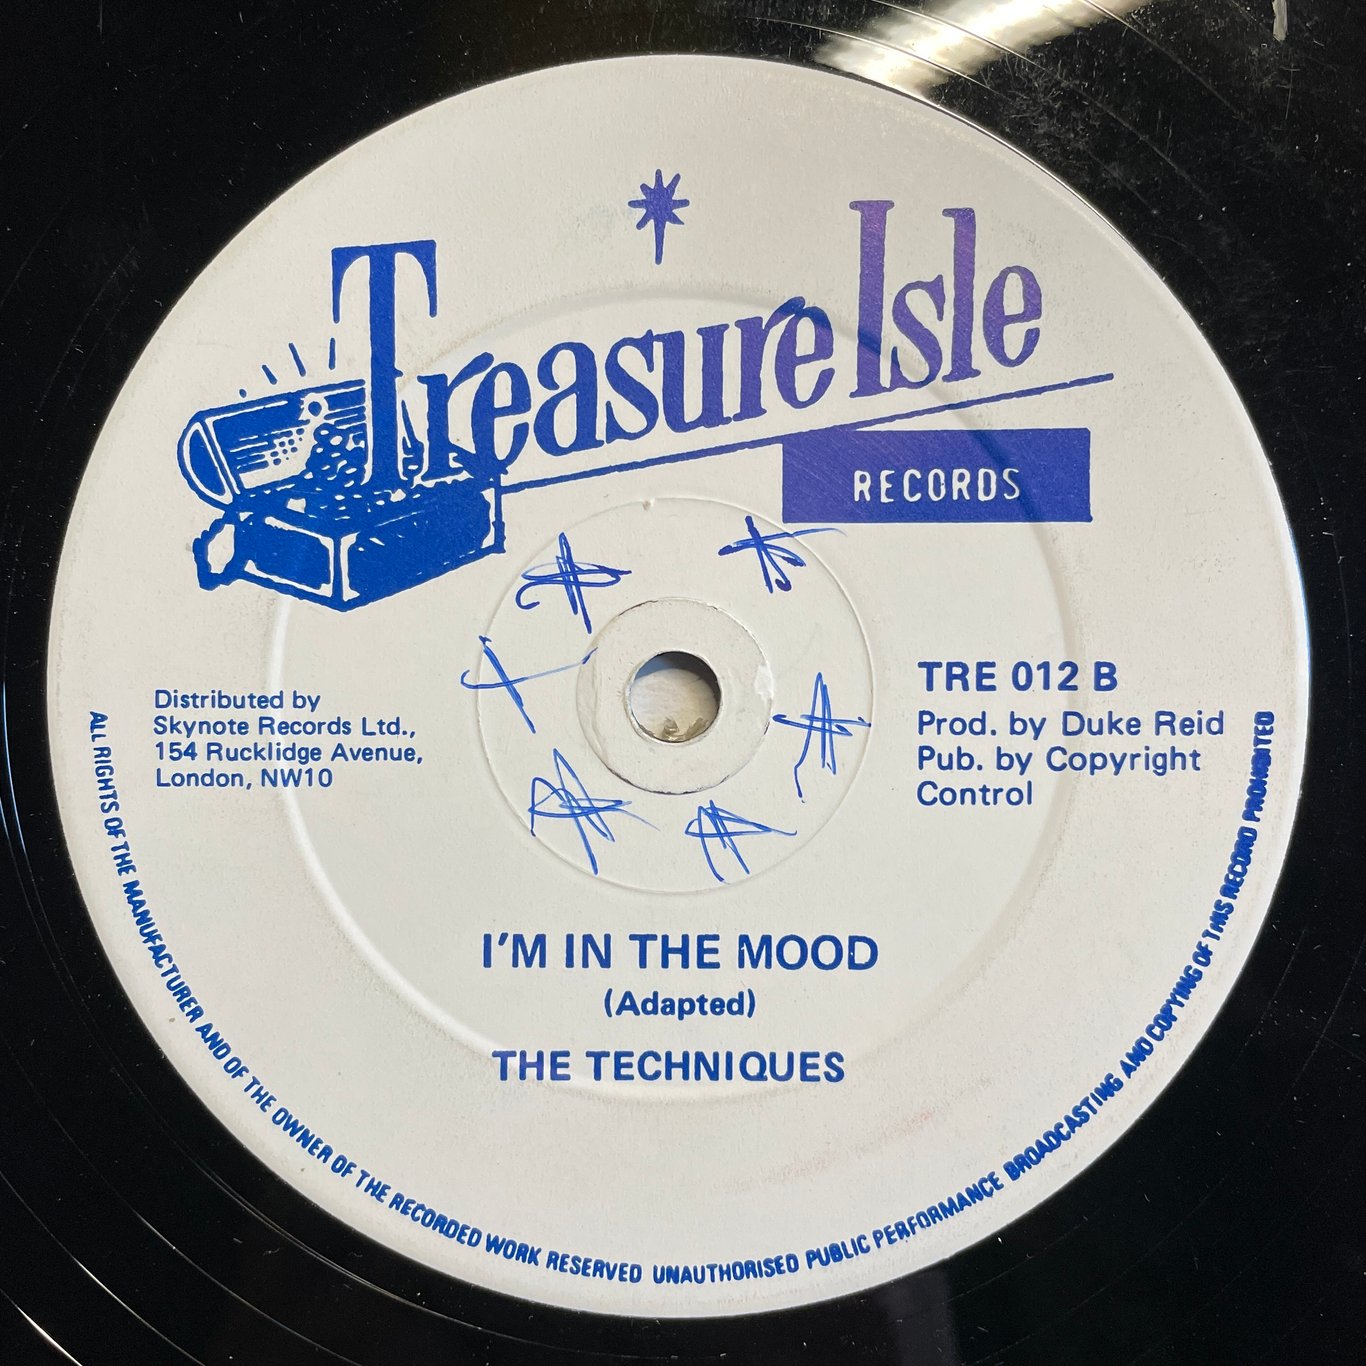 Treasure Isle
RECORDS
Distributed by
Skynote Records Ltd.,
154 Rucklidge Avenue,
London, NW10
TRE 012 B
Prod. by Duke Reid
Pub. by Copyright
Control
I'M IN THE MOOD
(Adapted)
THE TECHNIQUES
ALL RIGHTS OF THE MANUFACTURER AND OF THE OWNER OF THE RECORDED WORK RESERVED UNAUTHORISED PUBLIC PERFORMANCE BROADCASTING AND COPYING OF THIS RECORD PROHIBITED